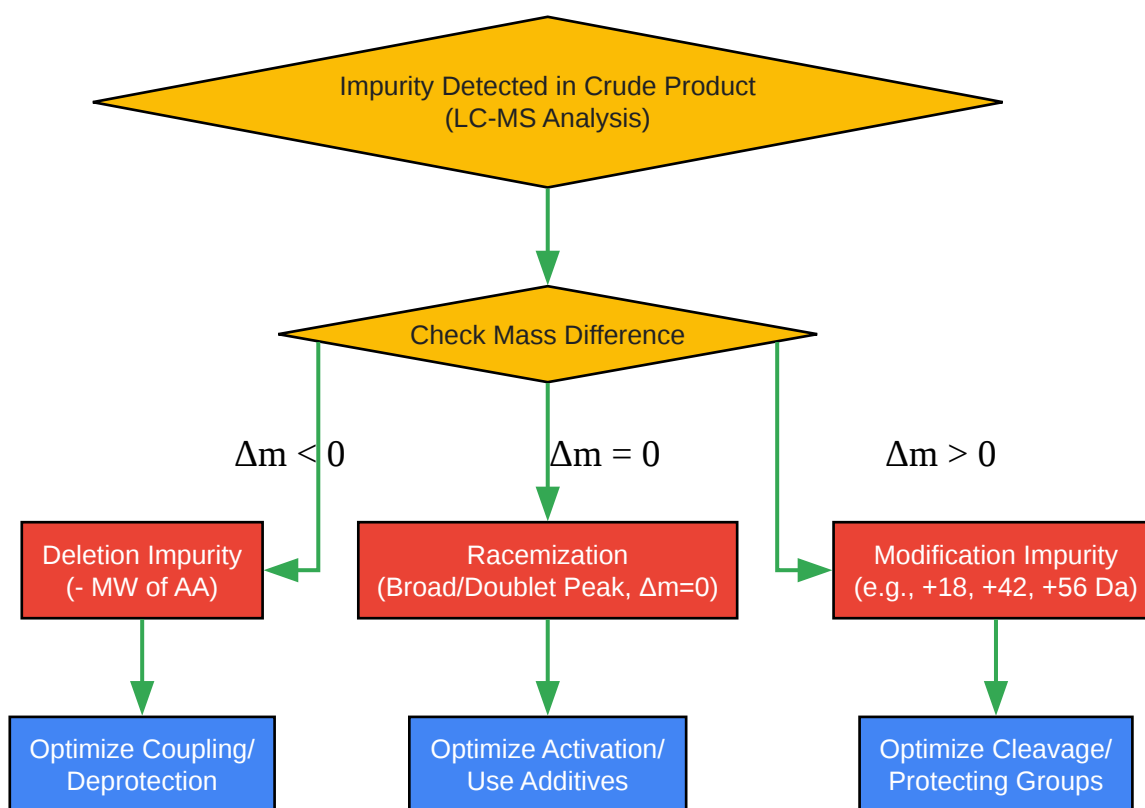 Impurity Detected in Crude Product
(LC-MS Analysis)
Check Mass Difference
Δm < 0
Δm = 0
Δm > 0
Deletion Impurity
(- MW of AA)
Racemization
(Broad/Doublet Peak, Δm=0)
Modification Impurity
(e.g., +18, +42, +56 Da)
Optimize Coupling/
Deprotection
Optimize Activation/
Use Additives
Optimize Cleavage/
Protecting Groups